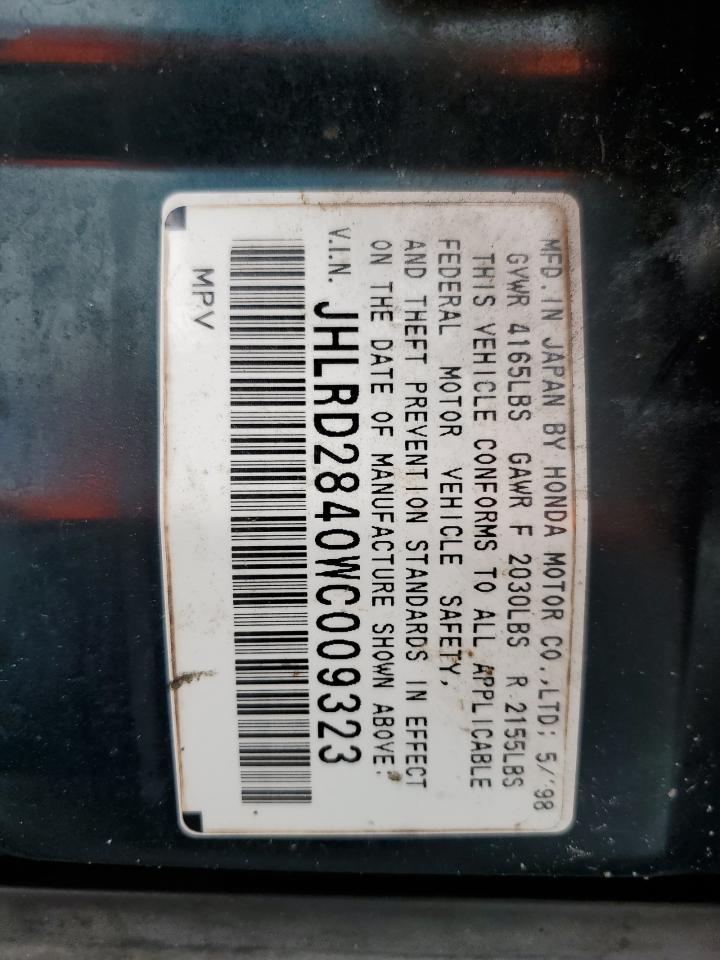 MFD. IN JAPAN BY HONDA MOTOR CO.,LTD; 5/'98
GVWR 4165LBS GAWR F 2030LBS R 2155LBS
THIS VEHICLE CONFORMS TO ALL APPLICABLE
FEDERAL MOTOR VEHICLE SAFETY,
AND THEFT PREVENTION STANDARDS IN EFFECT
ON THE DATE OF MANUFACTURE SHOWN ABOVE.
V.I.N. JHLRD2840WC009323
MPV